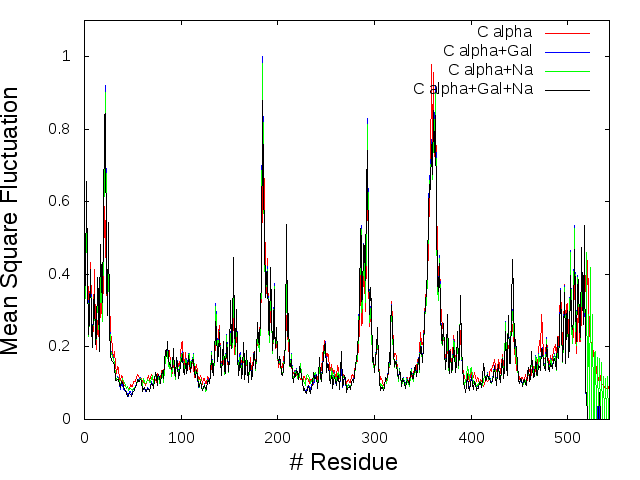 1
0.8
0.6
0.4
0.2
0
0 100 200 300 400 500
Mean Square Fluctuation
# Residue
C alpha
C alpha+Gal
C alpha+Na
C alpha+Gal+Na